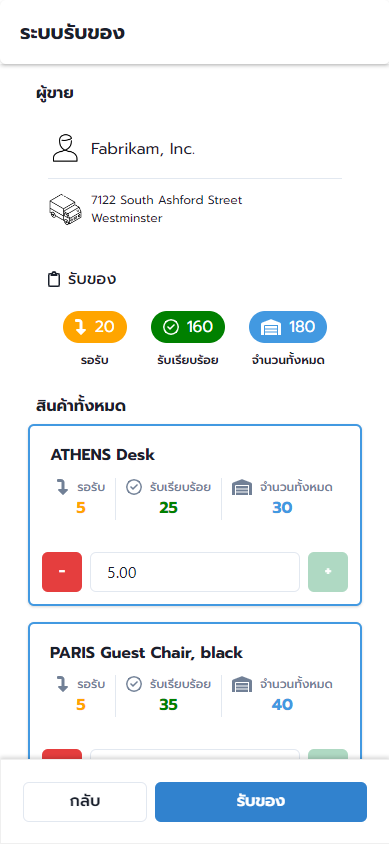 ระบบรับของ
ผู้ขาย
Fabrikam, Inc.
7122 South Ashford Street
Westminster
รับของ
20 160 180
รอรับ รับเรียบร้อย จำนวนทั้งหมด
สินค้าทั้งหมด
ATHENS Desk
รอรับ รับเรียบร้อย จำนวนทั้งหมด
5 25 30
- 5.00 +
PARIS Guest Chair, black
รอรับ รับเรียบร้อย จำนวนทั้งหมด
5 35 40
กลับ รับของ